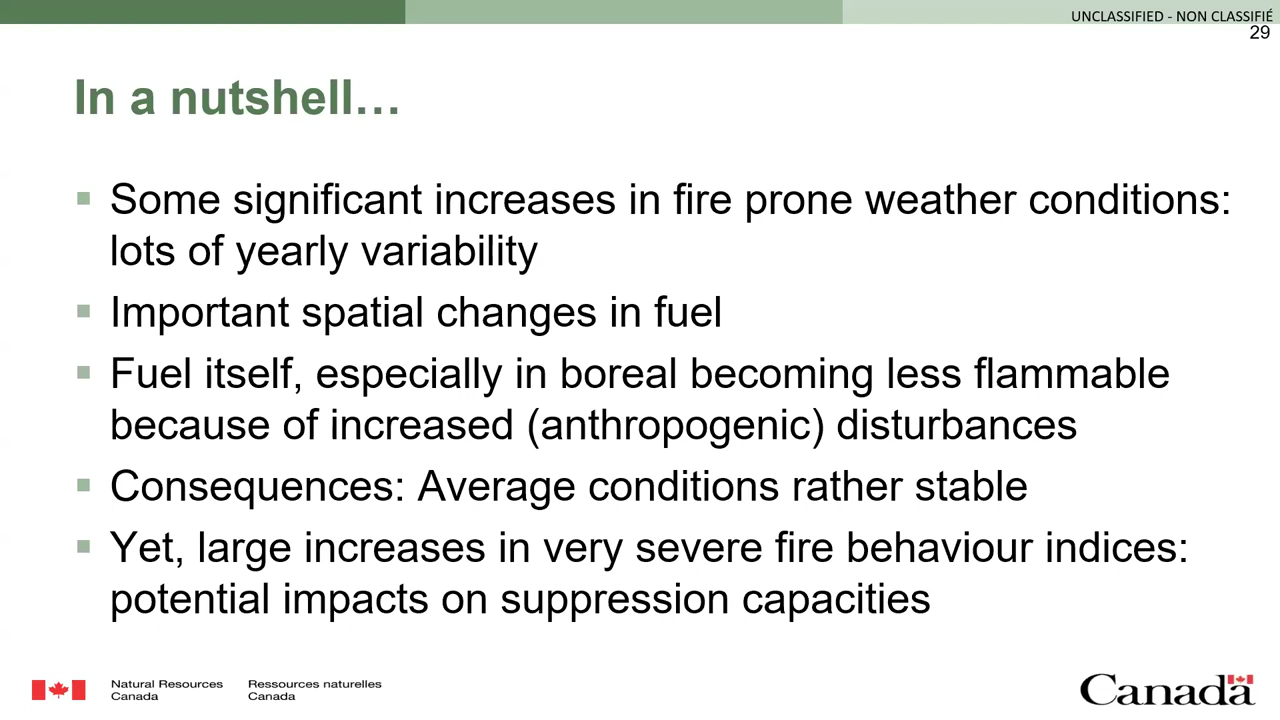 UNCLASSIFIED - NON CLASSIFIÉ
29
In a nutshell…
Some significant increases in fire prone weather conditions:
lots of yearly variability
Important spatial changes in fuel
Fuel itself, especially in boreal becoming less flammable
because of increased (anthropogenic) disturbances
Consequences: Average conditions rather stable
Yet, large increases in very severe fire behaviour indices:
potential impacts on suppression capacities
Natural Resources
Canada
Ressources naturelles
Canada
Canada